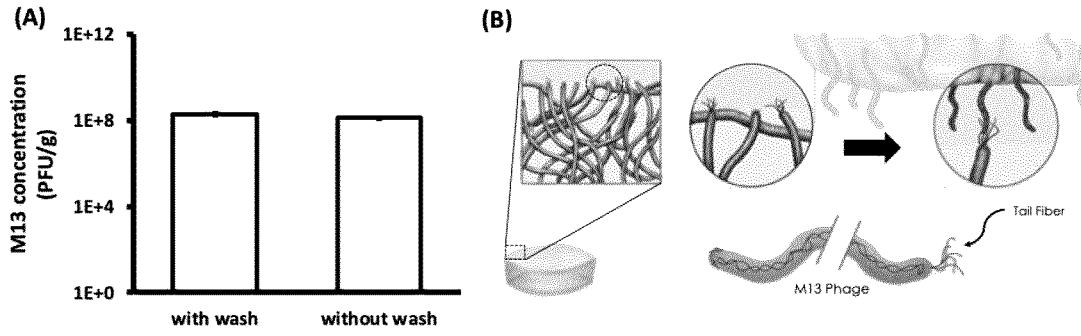 (A)
1E+12
1E+8
1E+4
1E+0
M13 concentration
(PFU/g)
with wash
without wash
(B)
Tail Fiber
M13 Phage